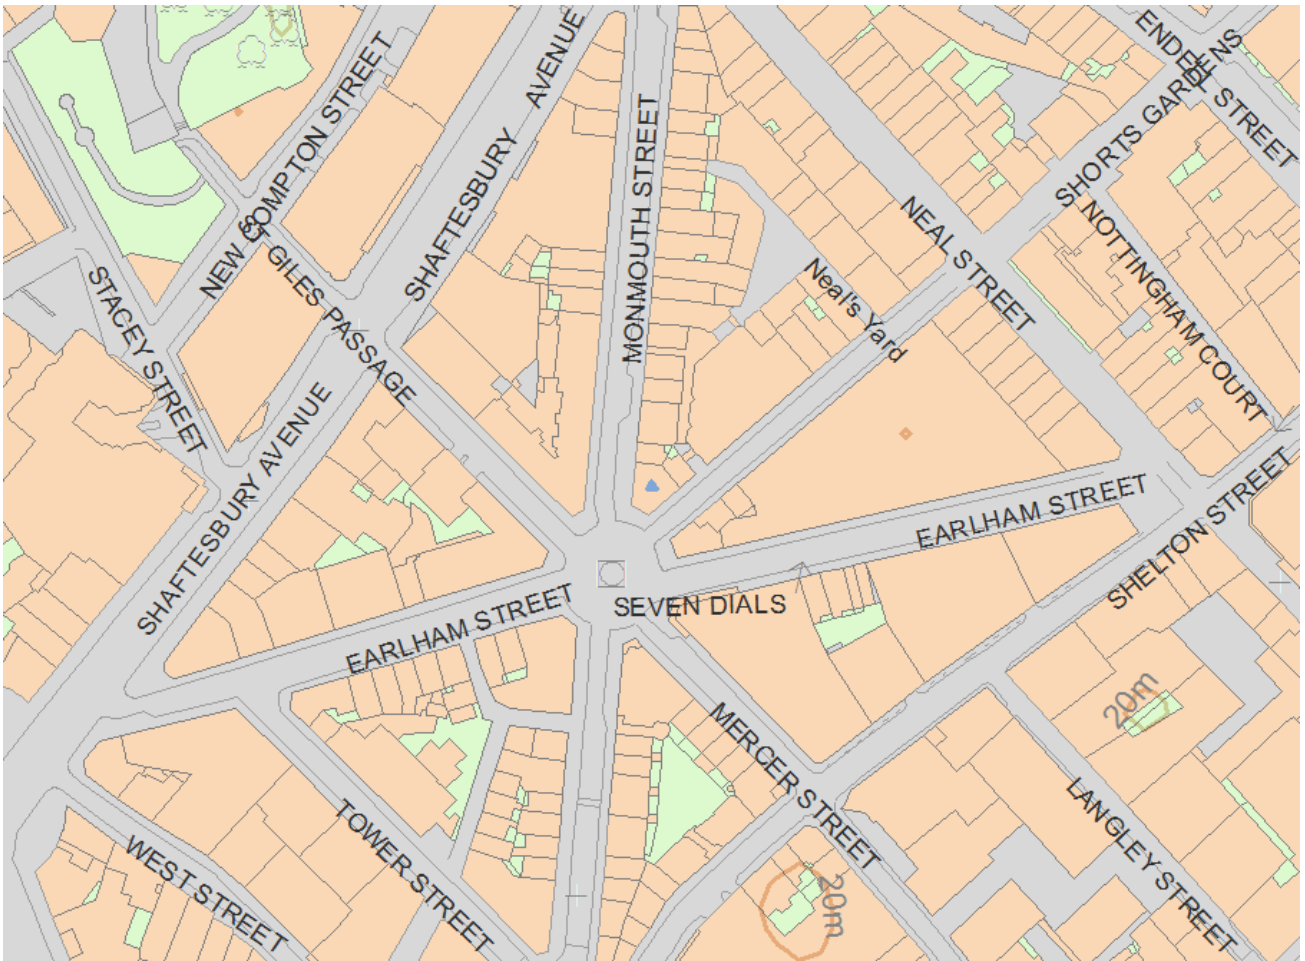 ENDELL STREET
NEW COMPTON STREET
SHAFTESBURY AVENUE
MONMOUTH STREET
SHORTS GARDENS
NEAL STREET
NOTTINGHAM COURT
ST GILES PASSAGE
Neal's Yard
STACEY STREET
SHAFTESBURY AVENUE
EARLHAM STREET
SHELTON STREET
SEVEN DIALS
EARLHAM STREET
20m
MERCER STREET
LANGLEY STREET
TOWER STREET
WEST STREET
20m